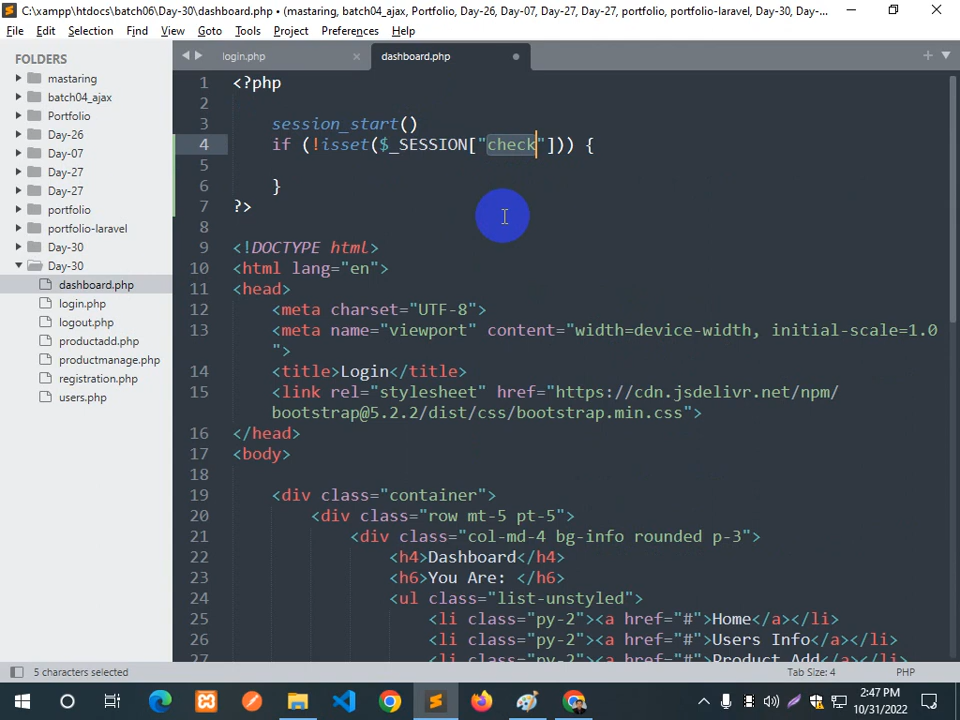 C:\xampp\htdocs\batch06\Day-30\dashboard.php • (mastaring, batch04_ajax, Portfolio, Day-26, Day-07, Day-27, Day-27, portfolio, portfolio-laravel, Day-30, Day-...
File Edit Selection Find View Goto Tools Project Preferences Help
FOLDERS
mastaring
batch04_ajax
Portfolio
Day-26
Day-07
Day-27
Day-27
portfolio
portfolio-laravel
Day-30
Day-30
dashboard.php
login.php
logout.php
productadd.php
productmanage.php
registration.php
users.php
login.php × dashboard.php
1 <?php
2
3 session_start()
4 if (!isset($_SESSION["check"])) {
5
6 }
7 ?>
8
9 <!DOCTYPE html>
10 <html lang="en">
11 <head>
12 <meta charset="UTF-8">
13 <meta name="viewport" content="width=device-width, initial-scale=1.0
">
14 <title>Login</title>
15 <link rel="stylesheet" href="https://cdn.jsdelivr.net/npm/
bootstrap@5.2.2/dist/css/bootstrap.min.css">
16 </head>
17 <body>
18
19 <div class="container">
20 <div class="row mt-5 pt-5">
21 <div class="col-md-4 bg-info rounded p-3">
22 <h4>Dashboard</h4>
23 <h6>You Are: </h6>
24 <ul class="list-unstyled">
25 <li class="py-2"><a href="#">Home</a></li>
26 <li class="py-2"><a href="#">Users Info</a></li>
27 <li class="py-2"><a href="#">Product Add</a></li>
5 characters selected
Tab Size: 4
PHP
2:47 PM
10/31/2022